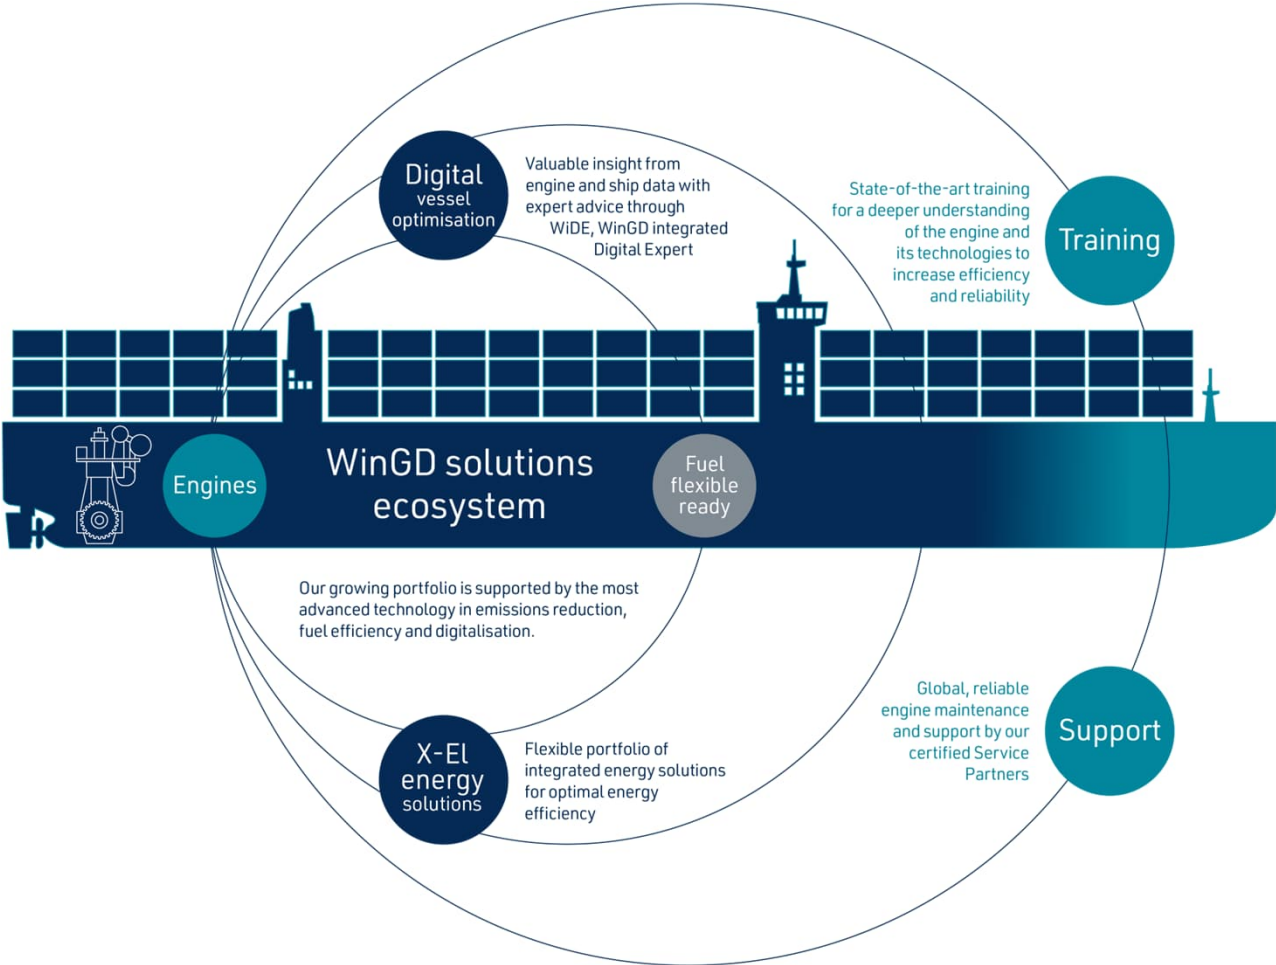 Digital
vessel
optimisation
Valuable insight from
engine and ship data with
expert advice through
WiDE, WinGD integrated
Digital Expert
State-of-the-art training
for a deeper understanding
of the engine and
its technologies to
increase efficiency
and reliability
Training
Engines
WinGD solutions
ecosystem
Fuel
flexible
ready
Our growing portfolio is supported by the most
advanced technology in emissions reduction,
fuel efficiency and digitalisation.
X-El
energy
solutions
Flexible portfolio of
integrated energy solutions
for optimal energy
efficiency
Global, reliable
engine maintenance
and support by our
certified Service
Partners
Support